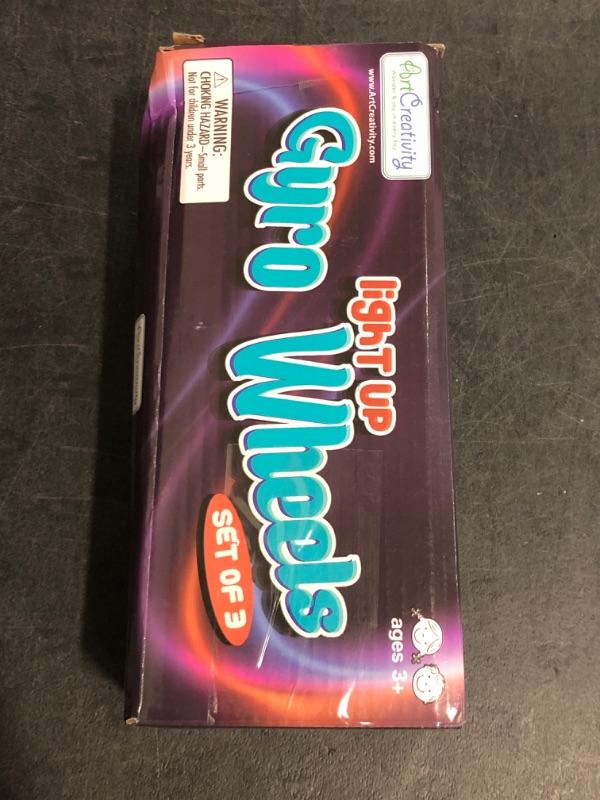 ArtCreativity
www.ArtCreativity.com
light up
Gyro Wheels
SET OF 3
ages 3+
WARNING:
CHOKING HAZARD—Small parts.
Not for children under 3 years.